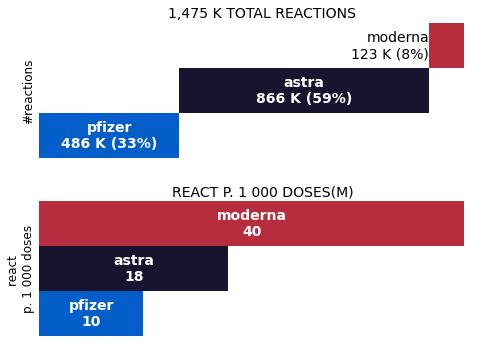 1,475 K TOTAL REACTIONS
moderna
123 K (8%)
astra
866 K (59%)
#reactions
pfizer
486 K (33%)
REACT P. 1 000 DOSES(M)
moderna
40
react
p. 1 000 doses
astra
18
pfizer
10